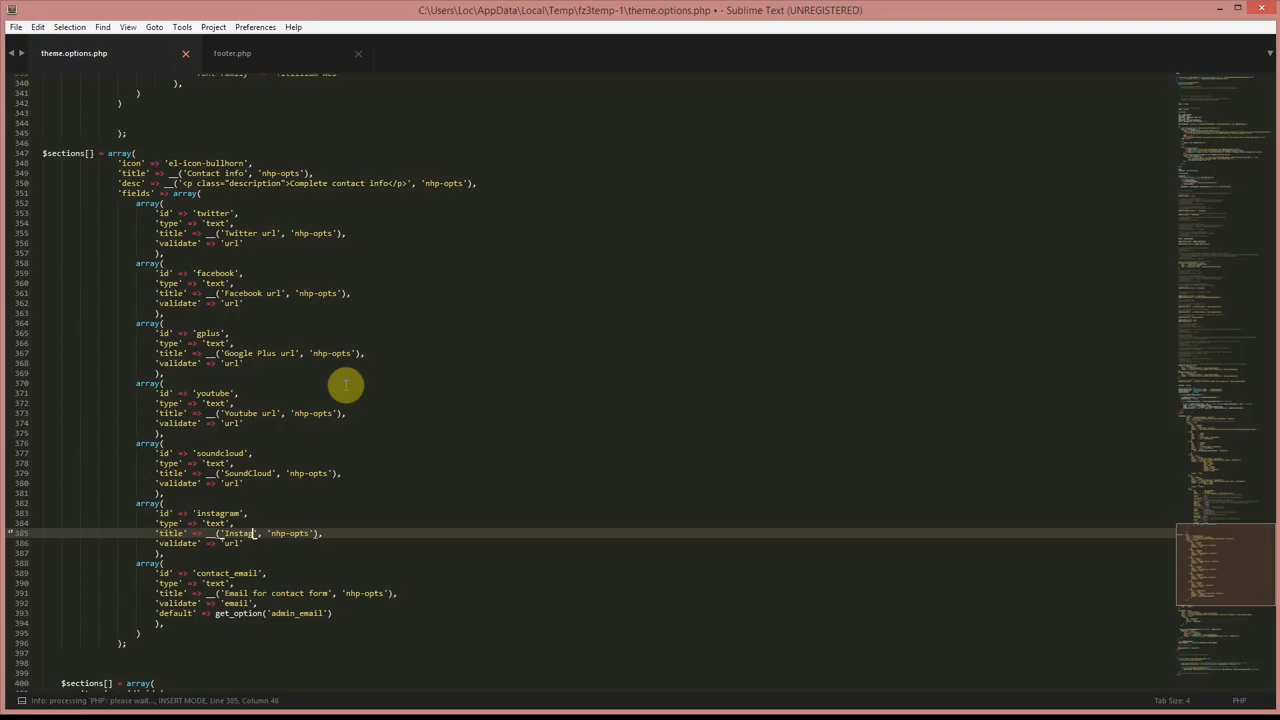 C:\Users\Loc\AppData\Local\Temp\fz3temp-1\theme.options.php • - Sublime Text (UNREGISTERED)
File Edit Selection Find View Goto Tools Project Preferences Help
theme.options.php footer.php
340 ),
341 )
342 )
343
344
345 );
346
347 $sections[] = array(
348 'icon' => 'el-icon-bullhorn',
349 'title' => __('Contact info', 'nhp-opts'),
350 'desc' => __('<p class="description">Complete contact info</p>', 'nhp-opts'),
351 'fields' => array(
352 array(
353 'id' => 'twitter',
354 'type' => 'text',
355 'title' => __('Twitter url', 'nhp-opts'),
356 'validate' => 'url'
357 ),
358 array(
359 'id' => 'facebook',
360 'type' => 'text',
361 'title' => __('Facebook url', 'nhp-opts'),
362 'validate' => 'url'
363 ),
364 array(
365 'id' => 'gplus',
366 'type' => 'text',
367 'title' => __('Google Plus url', 'nhp-opts'),
368 'validate' => 'url'
369 ),
370 array(
371 'id' => 'youtube',
372 'type' => 'text',
373 'title' => __('Youtube url', 'nhp-opts'),
374 'validate' => 'url'
375 ),
376 array(
377 'id' => 'soundcloud',
378 'type' => 'text',
379 'title' => __('SoundCloud', 'nhp-opts'),
380 'validate' => 'url'
381 ),
382 array(
383 'id' => 'instagram',
384 'type' => 'text',
385 'title' => __('Instag', 'nhp-opts'),
386 'validate' => 'url'
387 ),
388 array(
389 'id' => 'contact_email',
390 'type' => 'text',
391 'title' => __('Email for contact form', 'nhp-opts'),
392 'validate' => 'email',
393 'default' => get_option('admin_email')
394 ),
395 )
396 );
397
398
399
400 $sections[] = array(
Info: processing `PHP`: please wait…, INSERT MODE, Line 385, Column 46 Tab Size: 4 PHP